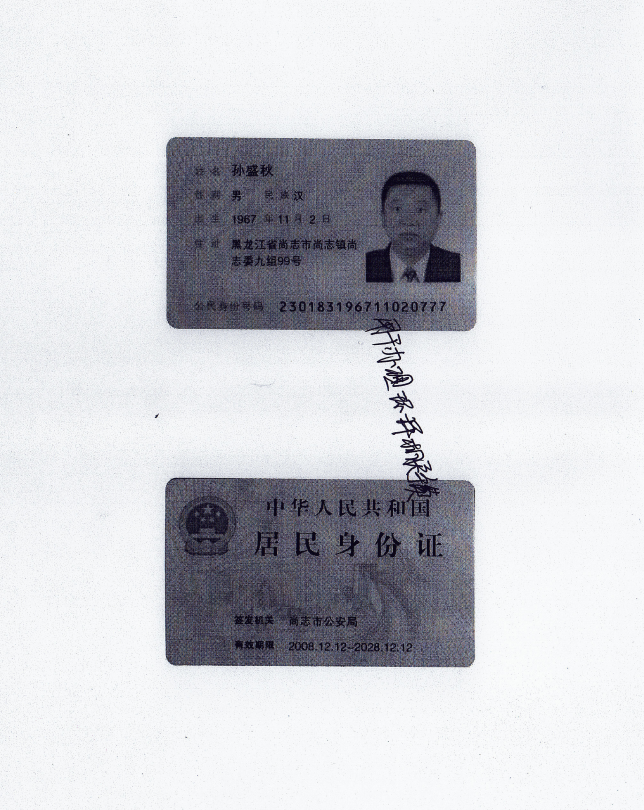 姓名 孙盛秋
性别 男 民族 汉
出生 1967 年 11 月 2 日
住址 黑龙江省尚志市尚志镇尚
志委九组99号
公民身份号码 230183196711020777
中华人民共和国
居民身份证
签发机关 尚志市公安局
有效期限 2008.12.12-2028.12.12